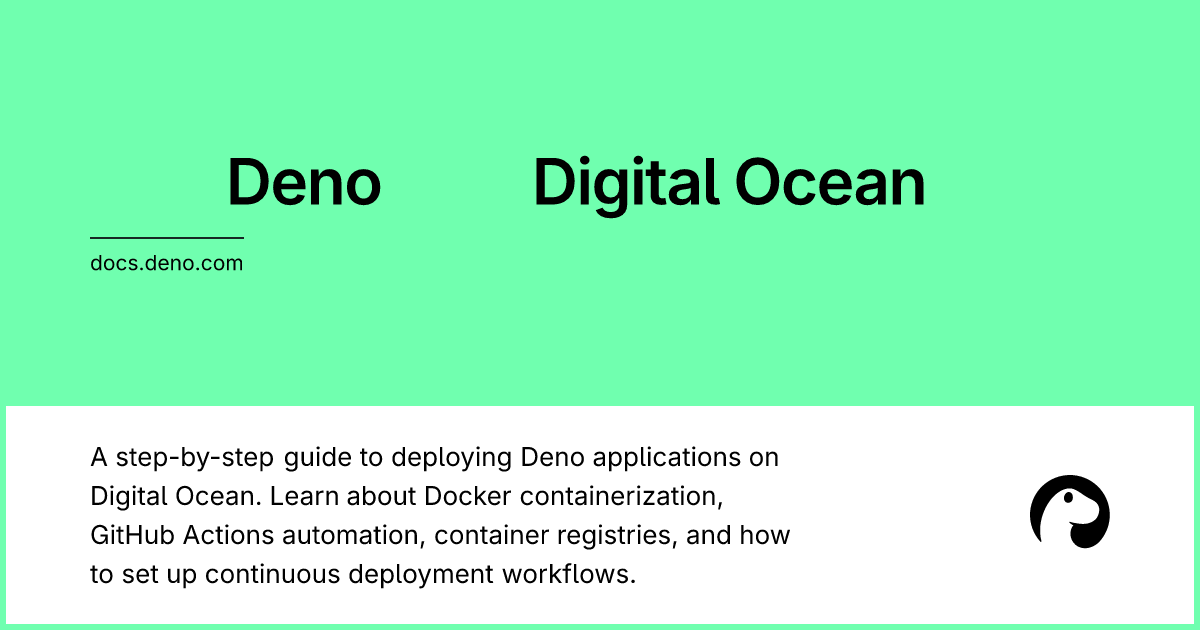 Deno Digital Ocean
docs.deno.com
A step-by-step guide to deploying Deno applications on
Digital Ocean. Learn about Docker containerization,
GitHub Actions automation, container registries, and how
to set up continuous deployment workflows.